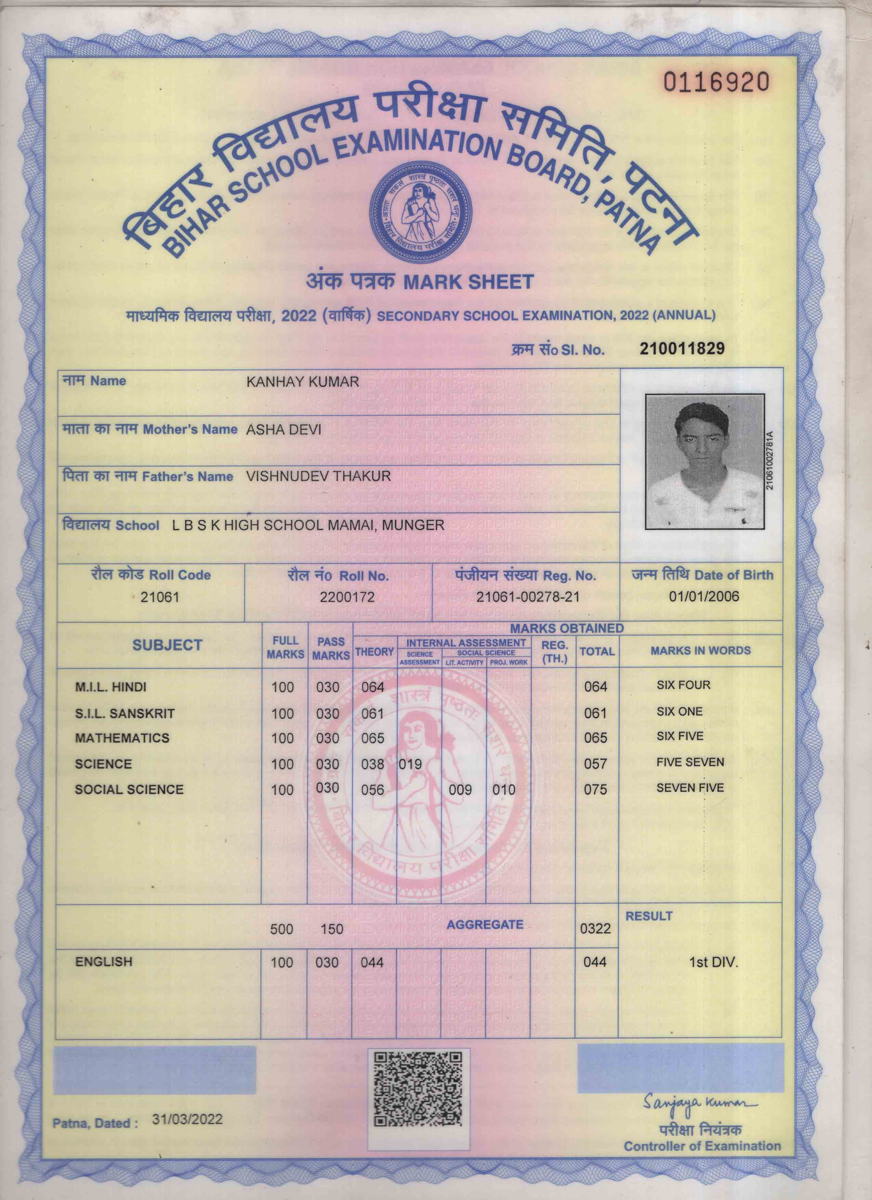 0116920
बिहार विद्यालय परीक्षा समिति, पटना
BIHAR SCHOOL EXAMINATION BOARD, PATNA
अंक पत्रक MARK SHEET
माध्यमिक विद्यालय परीक्षा, 2022 (वार्षिक) SECONDARY SCHOOL EXAMINATION, 2022 (ANNUAL)
क्रम सं० Sl. No. 210011829
नाम Name KANHAY KUMAR
माता का नाम Mother's Name ASHA DEVI
पिता का नाम Father's Name VISHNUDEV THAKUR
विद्यालय School L B S K HIGH SCHOOL MAMAI, MUNGER
21061002781A
रौल कोड Roll Code रौल नं० Roll No. पंजीयन संख्या Reg. No. जन्म तिथि Date of Birth
21061 2200172 21061-00278-21 01/01/2006
MARKS OBTAINED
SUBJECT FULL MARKS PASS MARKS THEORY INTERNAL ASSESSMENT REG. (TH.) TOTAL MARKS IN WORDS
SCIENCE ASSESSMENT SOCIAL SCIENCE
LIT. ACTIVITY PROJ. WORK
M.I.L. HINDI 100 030 064 064 SIX FOUR
S.I.L. SANSKRIT 100 030 061 061 SIX ONE
MATHEMATICS 100 030 065 065 SIX FIVE
SCIENCE 100 030 038 019 057 FIVE SEVEN
SOCIAL SCIENCE 100 030 056 009 010 075 SEVEN FIVE
बिहार विद्यालय परीक्षा समिति
500 150 AGGREGATE 0322 RESULT
ENGLISH 100 030 044 044 1st DIV.
Patna, Dated : 31/03/2022
Sanjaya Kumar
परीक्षा नियंत्रक
Controller of Examination